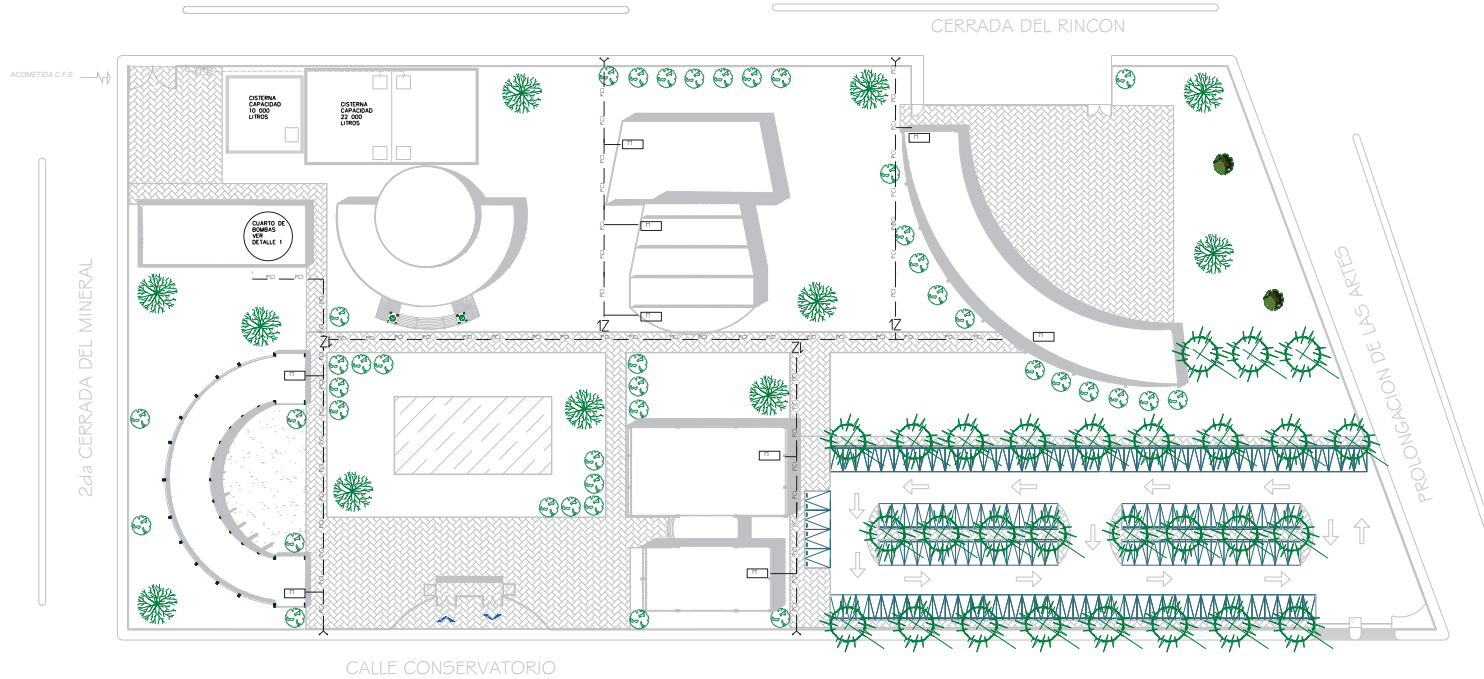 CERRADA DEL RINCON
ACOMETIDA C.F.E.
CISTERNA
CAPACIDAD
10 000
LITROS
CISTERNA
CAPACIDAD
22 000
LITROS
CUARTO DE
BOMBAS
VER
DETALLE 1
2da CERRADA DEL MINERAL
PROLONGACION DE LAS ARTES
CALLE CONSERVATORIO